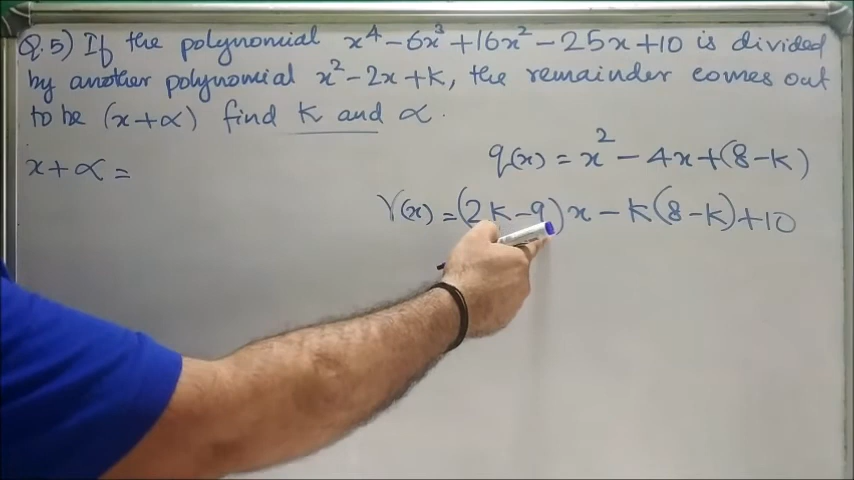 Q.5) If the polynomial x⁴ - 6x³ + 16x² - 25x + 10 is divided
by another polynomial x² - 2x + k, the remainder comes out
to be (x + α) find k and α.
q(x) = x² - 4x + (8 - k)
x + α =
r(x) = (2k - 9)x - k(8 - k) + 10